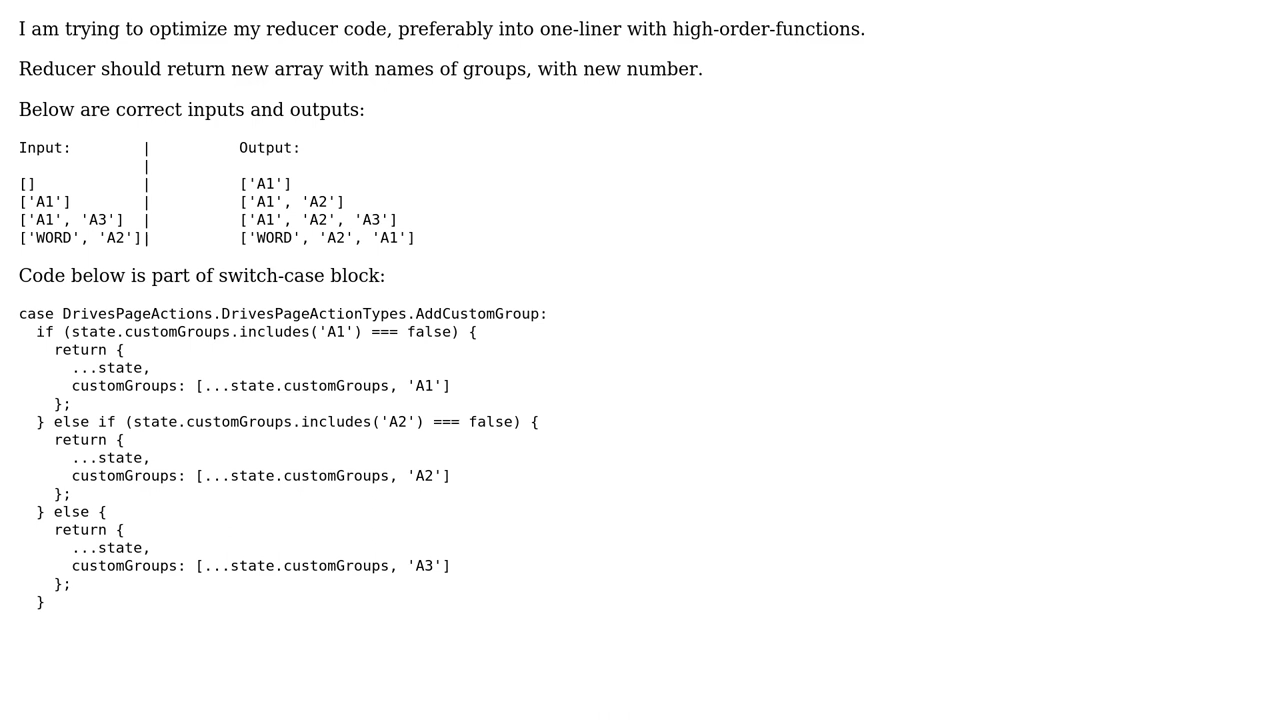 I am trying to optimize my reducer code, preferably into one-liner with high-order-functions.
Reducer should return new array with names of groups, with new number.
Below are correct inputs and outputs:
Input:        |          Output:
              |
[]            |          ['A1']
['A1']        |          ['A1', 'A2']
['A1', 'A3']  |          ['A1', 'A2', 'A3']
['WORD', 'A2']|          ['WORD', 'A2', 'A1']
Code below is part of switch-case block:
case DrivesPageActions.DrivesPageActionTypes.AddCustomGroup:
  if (state.customGroups.includes('A1') === false) {
    return {
      ...state,
      customGroups: [...state.customGroups, 'A1']
    };
  } else if (state.customGroups.includes('A2') === false) {
    return {
      ...state,
      customGroups: [...state.customGroups, 'A2']
    };
  } else {
    return {
      ...state,
      customGroups: [...state.customGroups, 'A3']
    };
  }